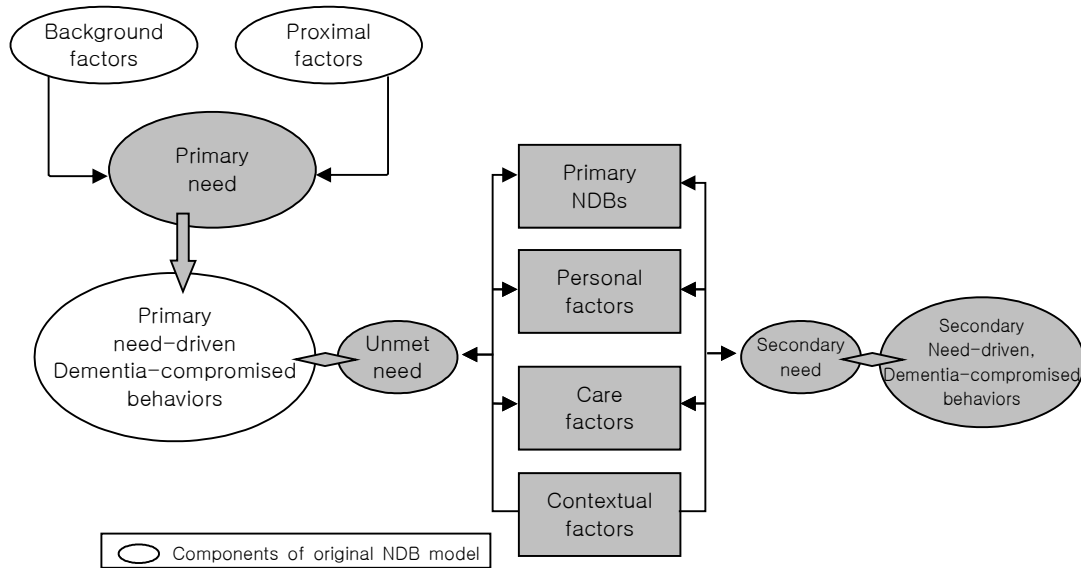 Background
factors
Proximal
factors
Primary
need
Primary
need-driven
Dementia-compromised
behaviors
Unmet
need
Primary
NDBs
Personal
factors
Care
factors
Contextual
factors
Secondary
need
Secondary
Need-driven,
Dementia-compromised
behaviors
Components of original NDB model